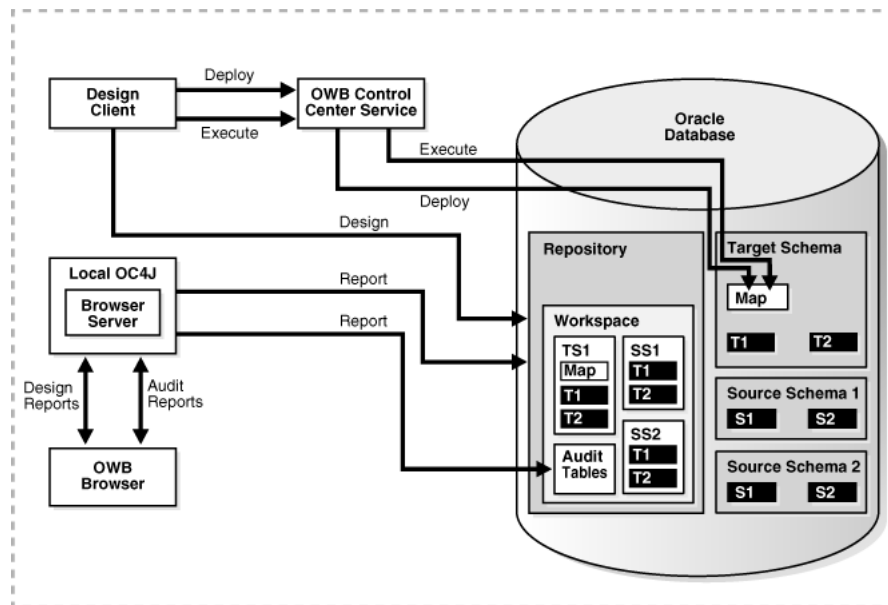 Deploy
Design
Client
OWB Control
Center Service
Execute
Oracle
Database
Execute
Deploy
Design
Repository
Target Schema
Map
T1
T2
Local OC4J
Browser
Server
Report
Report
Workspace
TS1
Map
T1
T2
SS1
T1
T2
SS2
T1
T2
Audit
Tables
Source Schema 1
S1
S2
Source Schema 2
S1
S2
Design
Reports
Audit
Reports
OWB
Browser